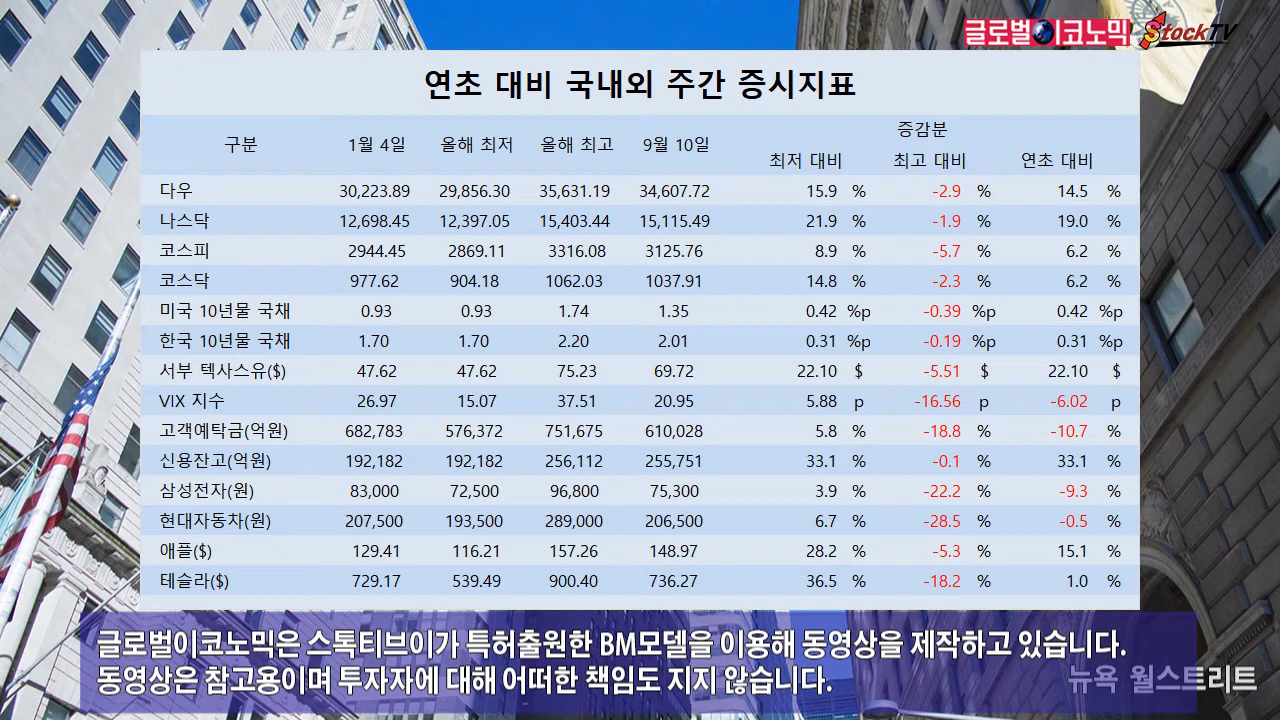 글로벌이코노믹 StockTV
연초 대비 국내외 주간 증시지표
구분 1월 4일 올해 최저 올해 최고 9월 10일 증감분
최저 대비 최고 대비 연초 대비
다우 30,223.89 29,856.30 35,631.19 34,607.72 15.9 % -2.9 % 14.5 %
나스닥 12,698.45 12,397.05 15,403.44 15,115.49 21.9 % -1.9 % 19.0 %
코스피 2944.45 2869.11 3316.08 3125.76 8.9 % -5.7 % 6.2 %
코스닥 977.62 904.18 1062.03 1037.91 14.8 % -2.3 % 6.2 %
미국 10년물 국채 0.93 0.93 1.74 1.35 0.42 %p -0.39 %p 0.42 %p
한국 10년물 국채 1.70 1.70 2.20 2.01 0.31 %p -0.19 %p 0.31 %p
서부 텍사스유($) 47.62 47.62 75.23 69.72 22.10 $ -5.51 $ 22.10 $
VIX 지수 26.97 15.07 37.51 20.95 5.88 p -16.56 p -6.02 p
고객예탁금(억원) 682,783 576,372 751,675 610,028 5.8 % -18.8 % -10.7 %
신용잔고(억원) 192,182 192,182 256,112 255,751 33.1 % -0.1 % 33.1 %
삼성전자(원) 83,000 72,500 96,800 75,300 3.9 % -22.2 % -9.3 %
현대자동차(원) 207,500 193,500 289,000 206,500 6.7 % -28.5 % -0.5 %
애플($) 129.41 116.21 157.26 148.97 28.2 % -5.3 % 15.1 %
테슬라($) 729.17 539.49 900.40 736.27 36.5 % -18.2 % 1.0 %
글로벌이코노믹은 스톡티브이가 특허출원한 BM모델을 이용해 동영상을 제작하고 있습니다.
동영상은 참고용이며 투자자에 대해 어떠한 책임도 지지 않습니다.
뉴욕 월스트리트